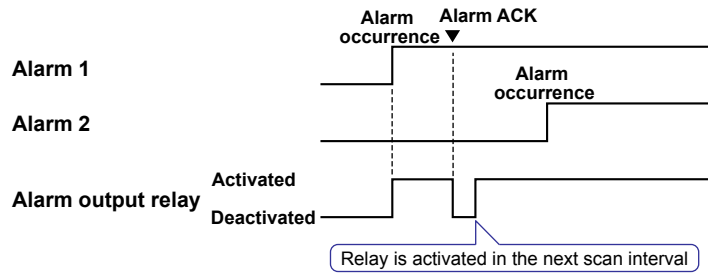 Alarm
occurrence
Alarm ACK
Alarm 1
Alarm
occurrence
Alarm 2
Activated
Alarm output relay
Deactivated
Relay is activated in the next scan interval